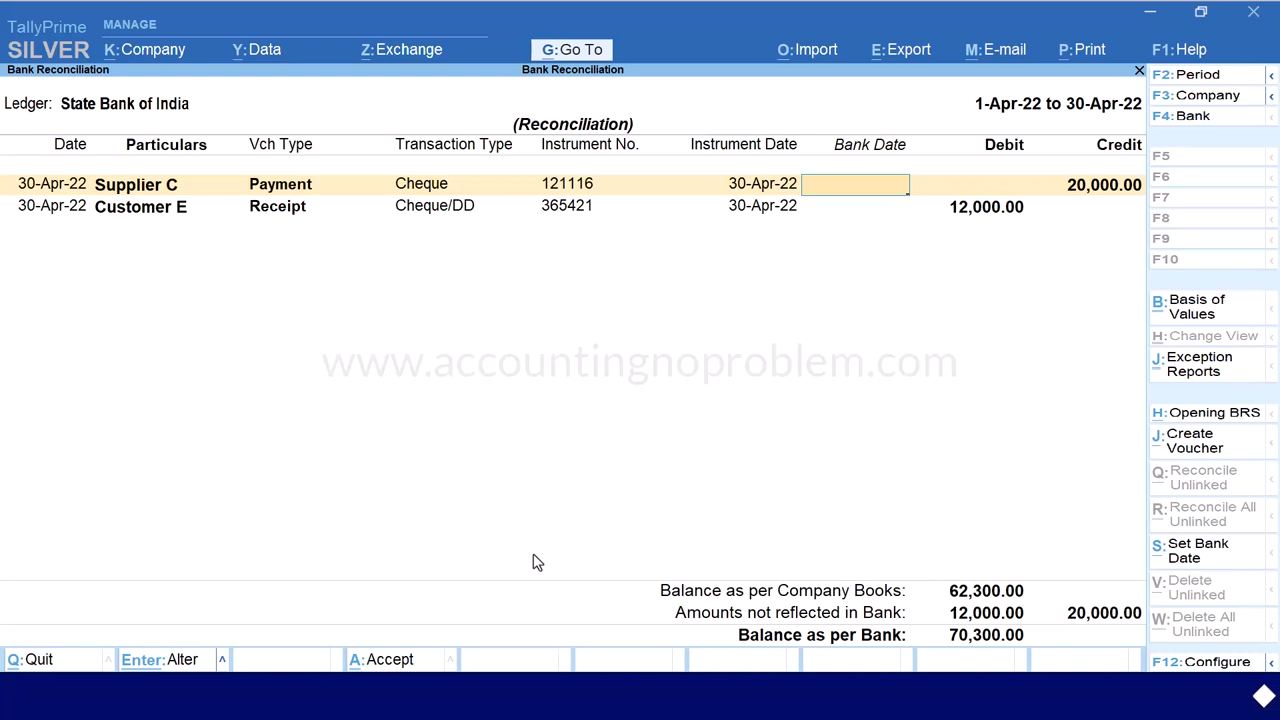 TallyPrime MANAGE
SILVER K:Company Y:Data Z:Exchange G:Go To O:Import E:Export M:E-mail P:Print F1:Help
Bank Reconciliation Bank Reconciliation
Ledger: State Bank of India 1-Apr-22 to 30-Apr-22
(Reconciliation)
Date Particulars Vch Type Transaction Type Instrument No. Instrument Date Bank Date Debit Credit
30-Apr-22 Supplier C Payment Cheque 121116 30-Apr-22 20,000.00
30-Apr-22 Customer E Receipt Cheque/DD 365421 30-Apr-22 12,000.00
www.accountingnoproblem.com
Balance as per Company Books: 62,300.00
Amounts not reflected in Bank: 12,000.00 20,000.00
Balance as per Bank: 70,300.00
Q:Quit Enter:Alter A:Accept
F2: Period
F3: Company
F4: Bank
F5
F6
F7
F8
F9
F10
B: Basis of
Values
H: Change View
J: Exception
Reports
H: Opening BRS
J: Create
Voucher
Q: Reconcile
Unlinked
R: Reconcile All
Unlinked
S: Set Bank
Date
V: Delete
Unlinked
W: Delete All
Unlinked
F12: Configure